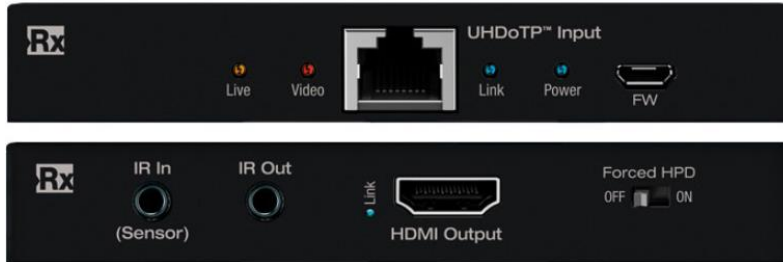 Rx
UHDoTP™ Input
Live
Video
Link
Power
FW
Rx
IR In
IR Out
Link
Forced HPD
OFF
ON
(Sensor)
HDMI Output